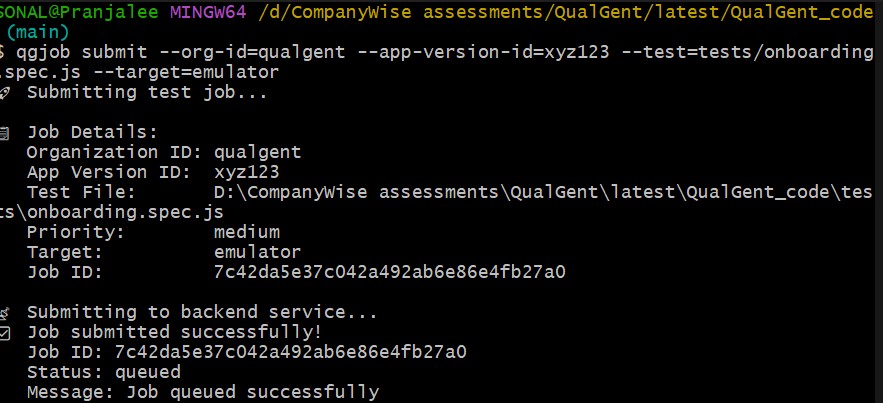 SONAL@Pranjalee MINGW64 /d/CompanyWise assessments/QualGent/latest/QualGent_code
(main)
$ qgjob submit --org-id=qualgent --app-version-id=xyz123 --test=tests/onboarding
.spec.js --target=emulator
🚀 Submitting test job...
📋 Job Details:
Organization ID: qualgent
App Version ID:  xyz123
Test File:       D:\CompanyWise assessments\QualGent\latest\QualGent_code\tes
ts\onboarding.spec.js
Priority:        medium
Target:          emulator
Job ID:          7c42da5e37c042a492ab6e86e4fb27a0
📡 Submitting to backend service...
☑ Job submitted successfully!
Job ID: 7c42da5e37c042a492ab6e86e4fb27a0
Status: queued
Message: Job queued successfully